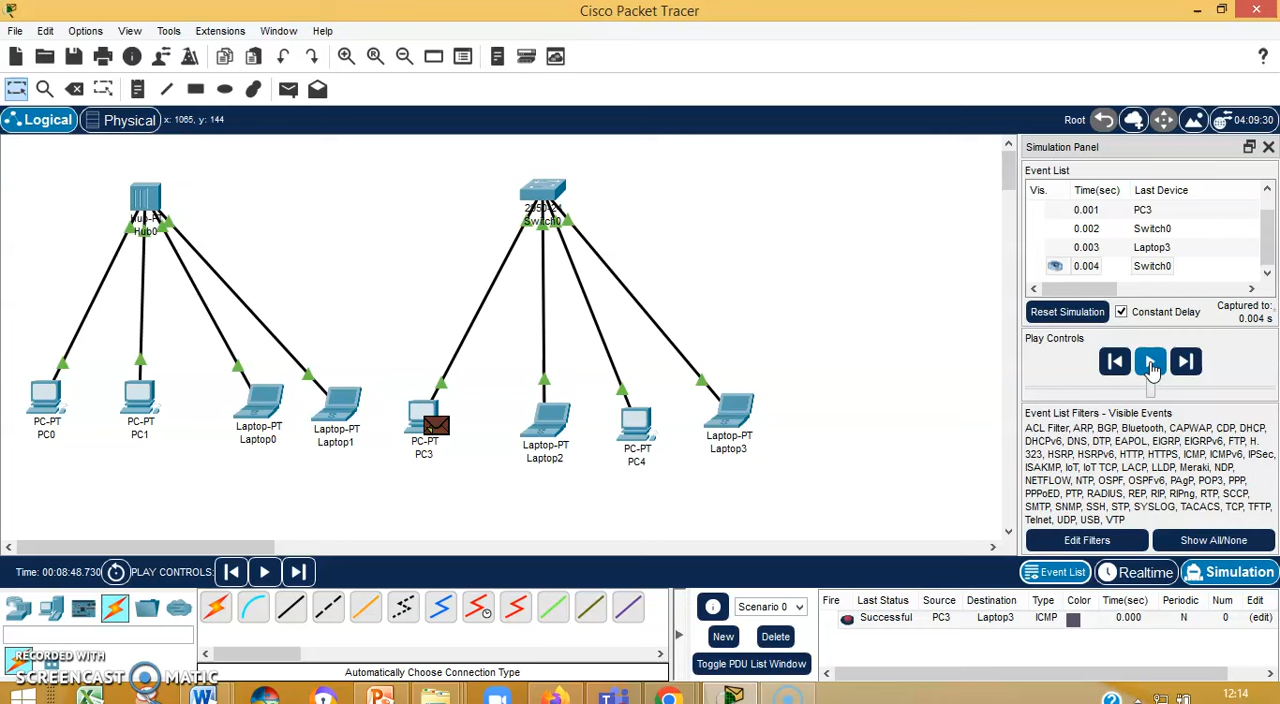 Cisco Packet Tracer
File Edit Options View Tools Extensions Window Help
Logical Physical x: 1065, y: 144 Root 04:09:30
Hub-PT
Hub0
Switch0
PC-PT
PC0
PC-PT
PC1
Laptop-PT
Laptop0
Laptop-PT
Laptop1
PC-PT
PC3
Laptop-PT
Laptop2
PC-PT
PC4
Laptop-PT
Laptop3
Simulation Panel
Event List
Vis. Time(sec) Last Device
0.001 PC3
0.002 Switch0
0.003 Laptop3
0.004 Switch0
Reset Simulation Constant Delay Captured to:
0.004 s
Play Controls
Event List Filters - Visible Events
ACL Filter, ARP, BGP, Bluetooth, CAPWAP, CDP, DHCP,
DHCPv6, DNS, DTP, EAPOL, EIGRP, EIGRPv6, FTP, H.
323, HSRP, HSRPv6, HTTP, HTTPS, ICMP, ICMPv6, IPSec,
ISAKMP, IoT, IoT TCP, LACP, LLDP, Meraki, NDP,
NETFLOW, NTP, OSPF, OSPFv6, PAgP, POP3, PPP,
PPPoED, PTP, RADIUS, REP, RIP, RIPng, RTP, SCCP,
SMTP, SNMP, SSH, STP, SYSLOG, TACACS, TCP, TFTP,
Telnet, UDP, USB, VTP
Edit Filters Show All/None
Time: 00:08:48.730 PLAY CONTROLS: Event List Realtime Simulation
Scenario 0
New Delete
Toggle PDU List Window
Fire Last Status Source Destination Type Color Time(sec) Periodic Num Edit
Successful PC3 Laptop3 ICMP 0.000 N 0 (edit)
Automatically Choose Connection Type
RECORDED WITH
SCREENCAST MATIC
12:14